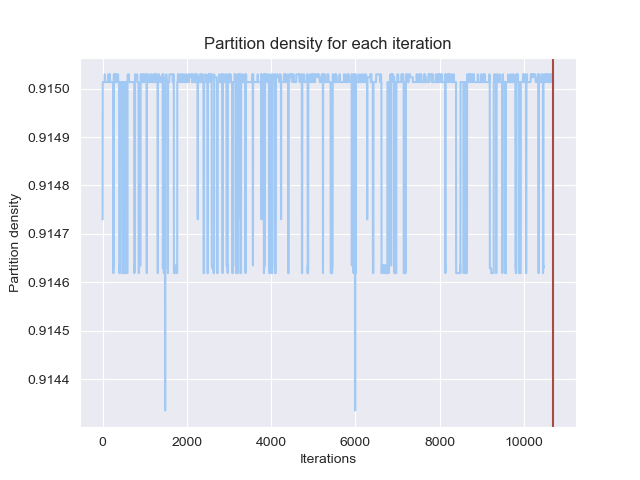 Partition density for each iteration
0.9150
0.9149
0.9148
0.9147
0.9146
0.9145
0.9144
Partition density
0 2000 4000 6000 8000 10000
Iterations